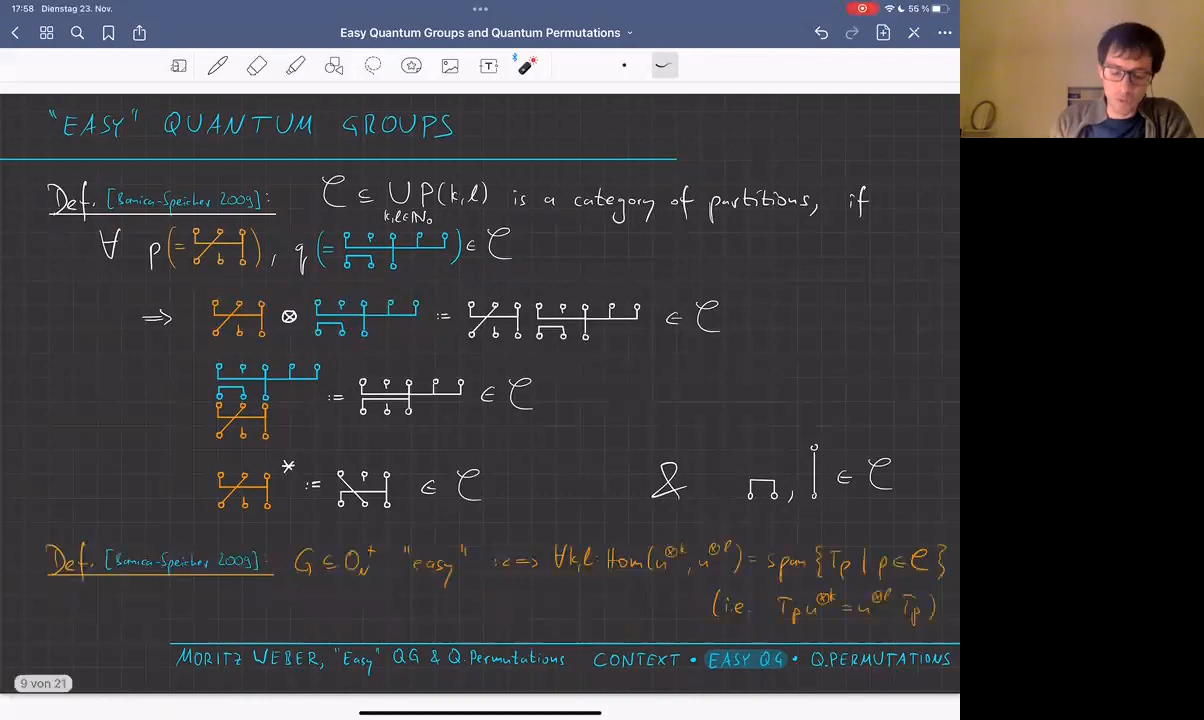 17:58 Dienstag 23. Nov.
55 %
Easy Quantum Groups and Quantum Permutations
"EASY" QUANTUM GROUPS
Def. [Banica-Speicher 2009]: C ⊆ ∪ P(k,l) is a category of partitions, if
k,l∈ℕ₀
∀ p(= ), q(= ) ∈ C
⇒ ⊗ := ∈ C
:= ∈ C
* := ∈ C & , ∈ C
Def. [Banica-Speicher 2009]: G ⊆ O_N^+ "easy" :⇔ ∀k,l: Hom(u^{⊗k}, u^{⊗l}) = span{T_p | p∈C}
(i.e. T_p u^{⊗k} = u^{⊗l} T_p)
MORITZ WEBER, "Easy" QG & Q.Permutations CONTEXT • EASY QG • Q.PERMUTATIONS
9 von 21